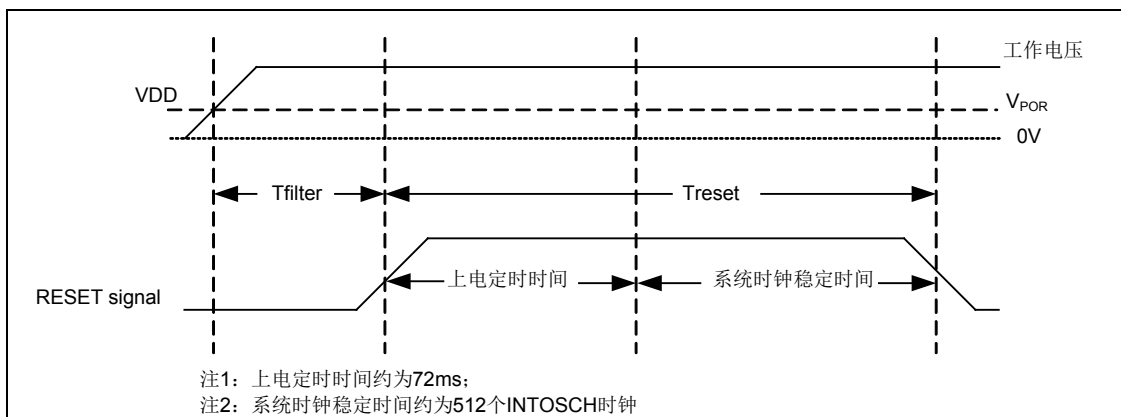 工作电压
VDD
VPOR
0V
Tfilter
Treset
上电定时时间
系统时钟稳定时间
RESET signal
注1：上电定时时间约为72ms；
注2：系统时钟稳定时间约为512个INTOSCH时钟